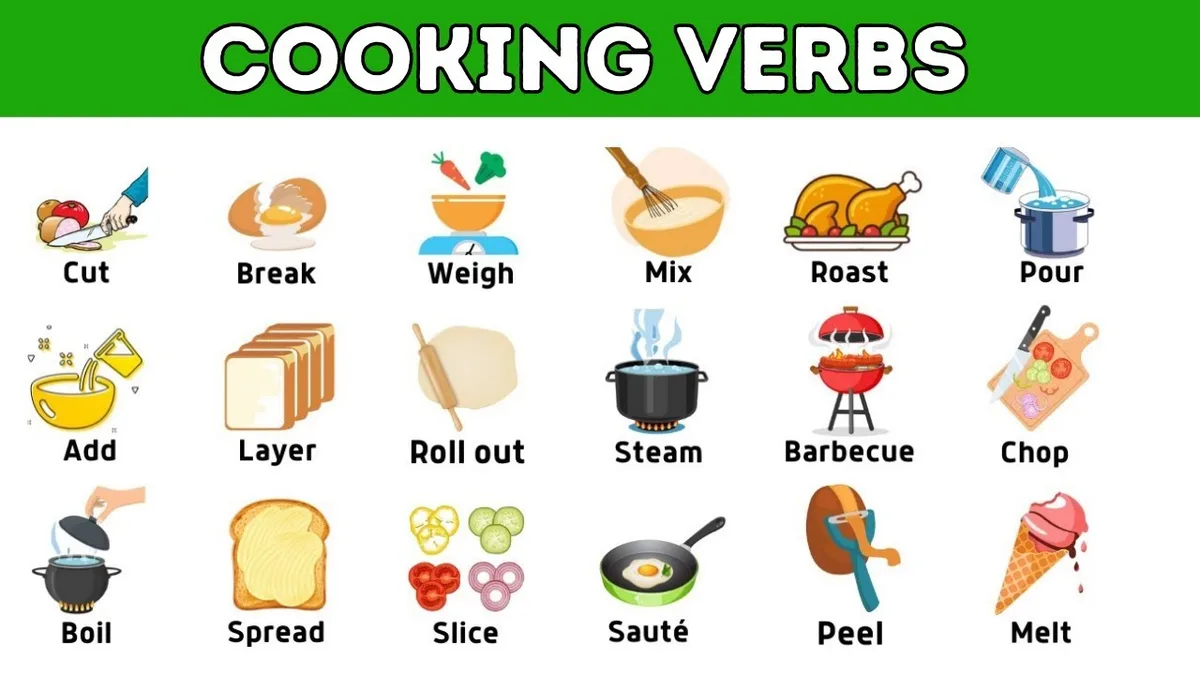 COOKING VERBS
Cut Break Weigh Mix Roast Pour
Add Layer Roll out Steam Barbecue Chop
Boil Spread Slice Sauté Peel Melt